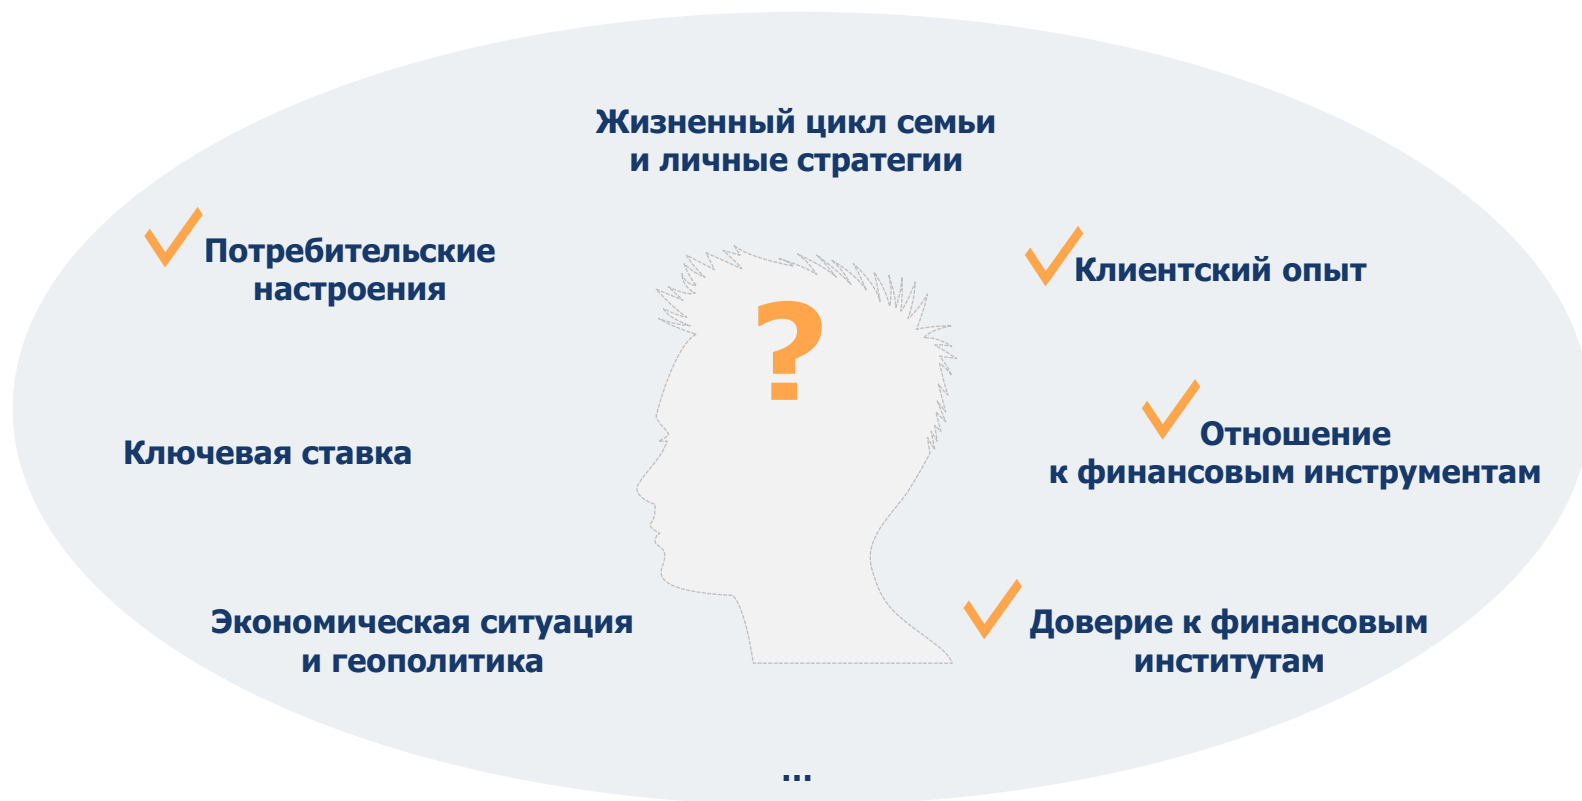 Жизненный цикл семьи
и личные стратегии
Потребительские
настроения
Клиентский опыт
?
Ключевая ставка
Отношение
к финансовым инструментам
Экономическая ситуация
и геополитика
Доверие к финансовым
институтам
...